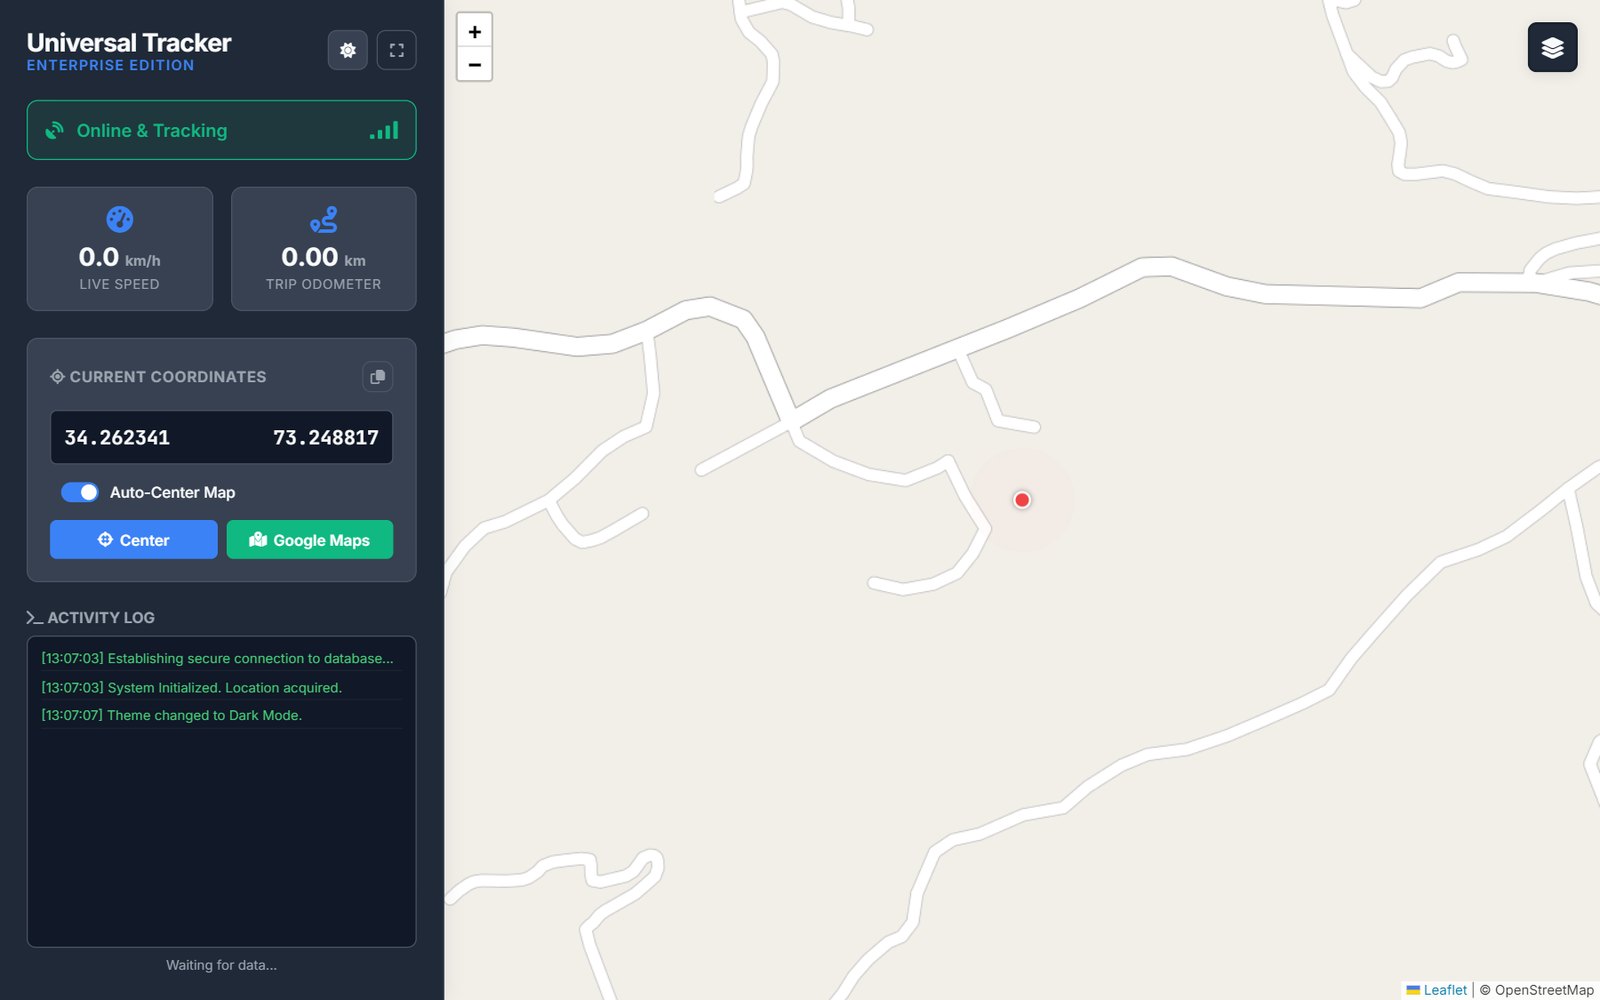 Universal Tracker
ENTERPRISE EDITION
Online & Tracking
0.0 km/h
LIVE SPEED
0.00 km
TRIP ODOMETER
CURRENT COORDINATES
34.262341 73.248817
Auto-Center Map
Center
Google Maps
ACTIVITY LOG
[13:07:03] Establishing secure connection to database...
[13:07:03] System Initialized. Location acquired.
[13:07:07] Theme changed to Dark Mode.
Waiting for data...
+
−
Leaflet | © OpenStreetMap